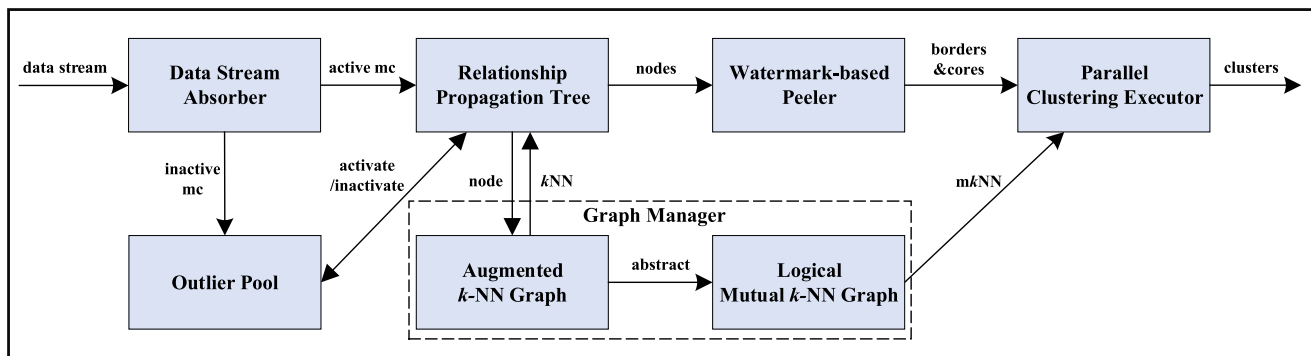 data stream
Data Stream
Absorber
active mc
Relationship
Propagation Tree
nodes
Watermark-based
Peeler
borders
&cores
Parallel
Clustering Executor
clusters
inactive
mc
activate
/inactivate
node
kNN
mkNN
Graph Manager
Outlier Pool
Augmented
k-NN Graph
abstract
Logical
Mutual k-NN Graph